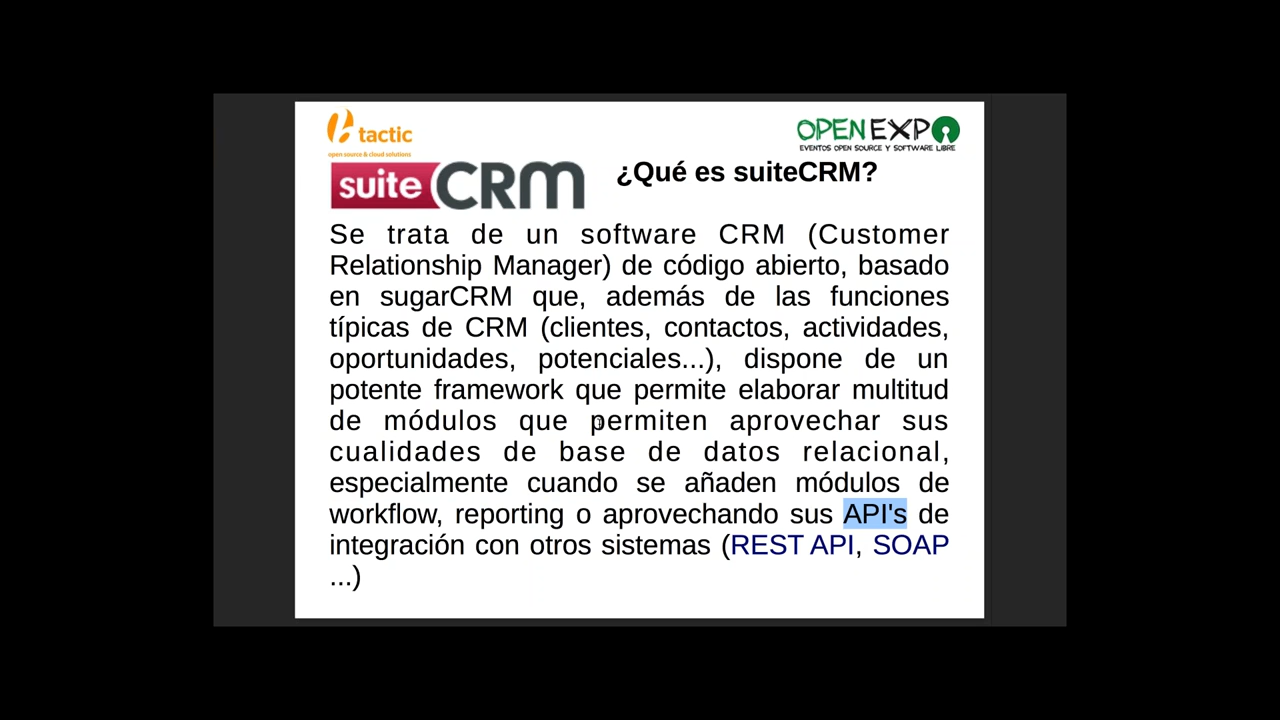 tactic
open source & cloud solutions
OPENEXPO
EVENTOS OPEN SOURCE Y SOFTWARE LIBRE
suiteCRM
¿Qué es suiteCRM?
Se trata de un software CRM (Customer
Relationship Manager) de código abierto, basado
en sugarCRM que, además de las funciones
típicas de CRM (clientes, contactos, actividades,
oportunidades, potenciales...), dispone de un
potente framework que permite elaborar multitud
de módulos que permiten aprovechar sus
cualidades de base de datos relacional,
especialmente cuando se añaden módulos de
workflow, reporting o aprovechando sus API's de
integración con otros sistemas (REST API, SOAP
...)